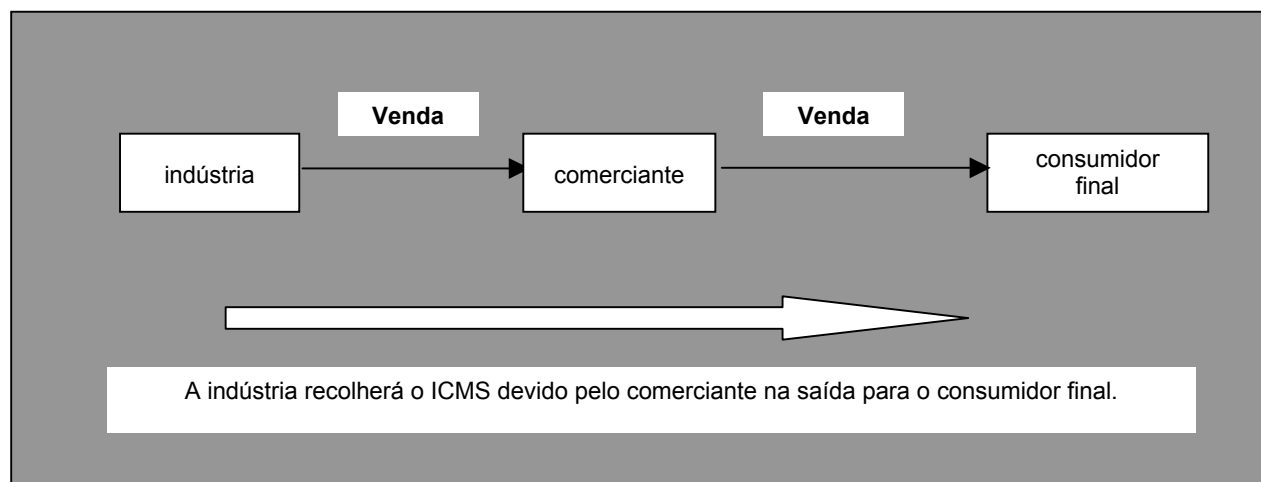 Venda
Venda
indústria
comerciante
consumidor
final
A indústria recolherá o ICMS devido pelo comerciante na saída para o consumidor final.